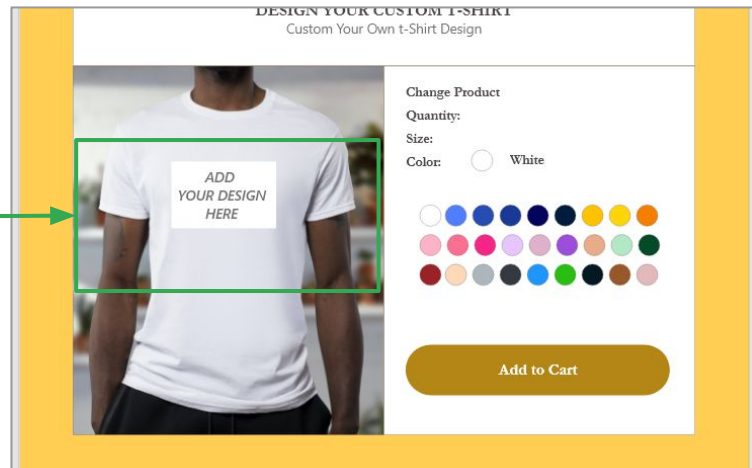 DESIGN YOUR CUSTOM T-SHIRT
Custom Your Own t-Shirt Design
ADD
YOUR DESIGN
HERE
Change Product
Quantity:
Size:
Color:
White
Add to Cart